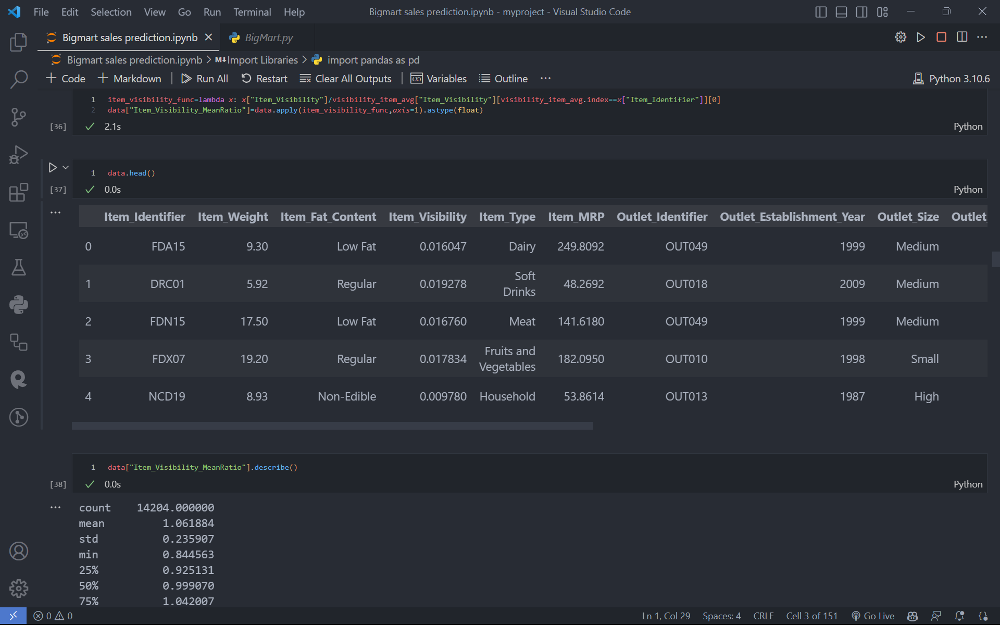 File Edit Selection View Go Run Terminal Help
Bigmart sales prediction.ipynb - myproject - Visual Studio Code
Bigmart sales prediction.ipynb
BigMart.py
Bigmart sales prediction.ipynb > M↓Import Libraries > import pandas as pd
+ Code + Markdown | Run All Restart Clear All Outputs | Variables Outline ··· Python 3.10.6
1 item_visibility_func=lambda x: x["Item_Visibility"]/visibility_item_avg["Item_Visibility"][visibility_item_avg.index==x["Item_Identifier"]][0]
2 data["Item_Visibility_MeanRatio"]=data.apply(item_visibility_func,axis=1).astype(float)
[36] 2.1s Python
1 data.head()
[37] 0.0s Python
Item_Identifier Item_Weight Item_Fat_Content Item_Visibility Item_Type Item_MRP Outlet_Identifier Outlet_Establishment_Year Outlet_Size Outlet_
0 FDA15 9.30 Low Fat 0.016047 Dairy 249.8092 OUT049 1999 Medium
1 DRC01 5.92 Regular 0.019278 Soft Drinks 48.2692 OUT018 2009 Medium
2 FDN15 17.50 Low Fat 0.016760 Meat 141.6180 OUT049 1999 Medium
3 FDX07 19.20 Regular 0.017834 Fruits and Vegetables 182.0950 OUT010 1998 Small
4 NCD19 8.93 Non-Edible 0.009780 Household 53.8614 OUT013 1987 High
1 data["Item_Visibility_MeanRatio"].describe()
[38] 0.0s Python
count 14204.000000
mean 1.061884
std 0.235907
min 0.844563
25% 0.925131
50% 0.999070
75% 1.042007
0 0 Ln 1, Col 29 Spaces: 4 CRLF Cell 3 of 151 Go Live